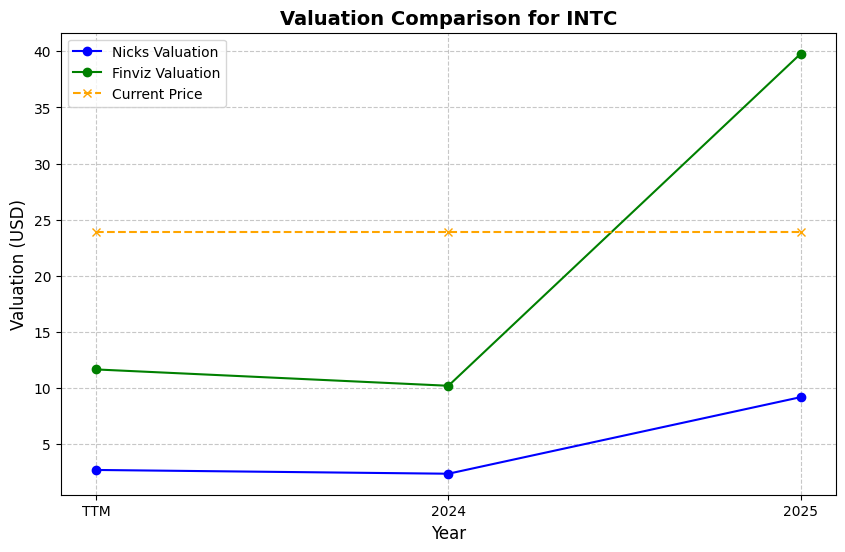 Valuation Comparison for INTC
Nicks Valuation
Finviz Valuation
Current Price
Valuation (USD)
40
35
30
25
20
15
10
5
TTM
2024
2025
Year